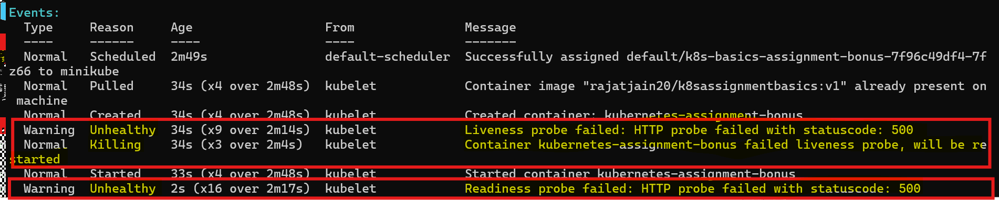 Events:
Type Reason Age From Message
---- ------ ---- ---- -------
Normal Scheduled 2m49s default-scheduler Successfully assigned default/k8s-basics-assignment-bonus-7f96c49df4-7f
z66 to minikube
Normal Pulled 34s (x4 over 2m48s) kubelet Container image "rajatjain20/k8sassignmentbasics:v1" already present on
machine
Normal Created 34s (x4 over 2m48s) kubelet Created container: kubernetes-assignment-bonus
Warning Unhealthy 34s (x9 over 2m14s) kubelet Liveness probe failed: HTTP probe failed with statuscode: 500
Normal Killing 34s (x3 over 2m4s) kubelet Container kubernetes-assignment-bonus failed liveness probe, will be re
started
Normal Started 33s (x4 over 2m48s) kubelet Started container kubernetes-assignment-bonus
Warning Unhealthy 2s (x16 over 2m17s) kubelet Readiness probe failed: HTTP probe failed with statuscode: 500